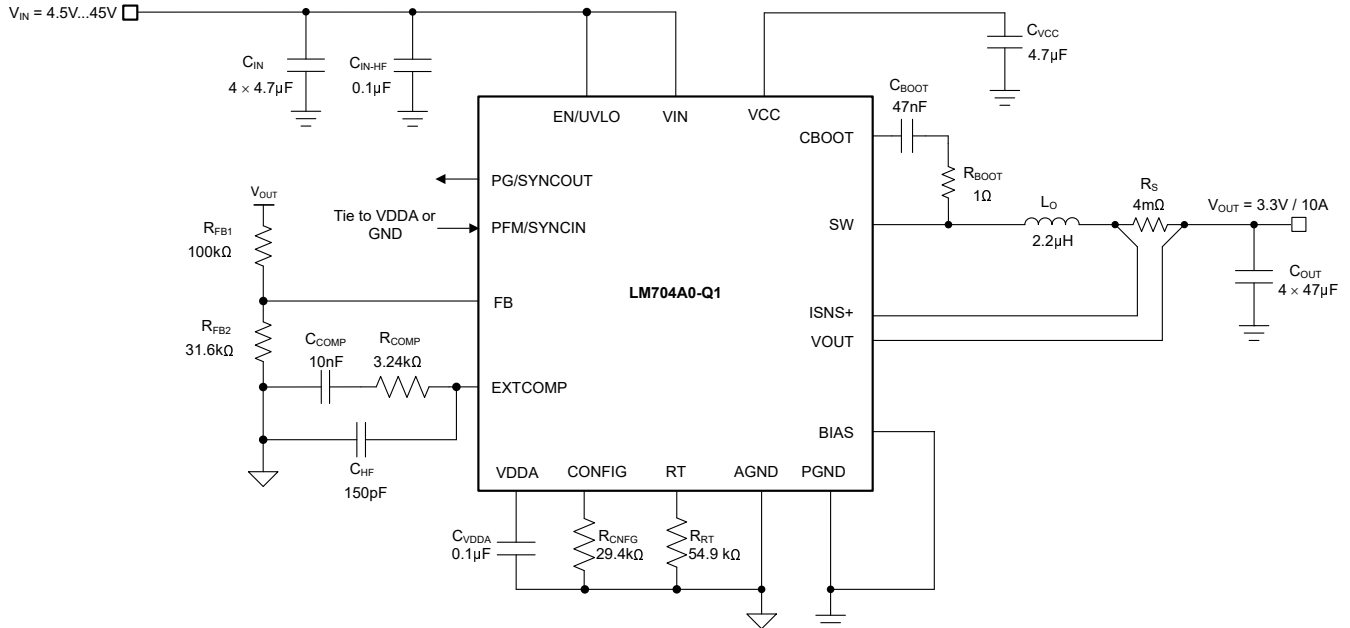 V_IN = 4.5V...45V
C_IN
4 × 4.7µF
C_IN-HF
0.1µF
C_VCC
4.7µF
EN/UVLO
VIN
VCC
C_BOOT
47nF
CBOOT
R_BOOT
1Ω
PG/SYNCOUT
Tie to VDDA or
GND
PFM/SYNCIN
SW
L_O
2.2µH
R_S
4mΩ
V_OUT = 3.3V / 10A
C_OUT
4 × 47µF
V_OUT
R_FB1
100kΩ
FB
LM704A0-Q1
ISNS+
VOUT
R_FB2
31.6kΩ
C_COMP
10nF
R_COMP
3.24kΩ
EXTCOMP
C_HF
150pF
BIAS
VDDA
CONFIG
RT
AGND
PGND
C_VDDA
0.1µF
R_CNFG
29.4kΩ
R_RT
54.9 kΩ